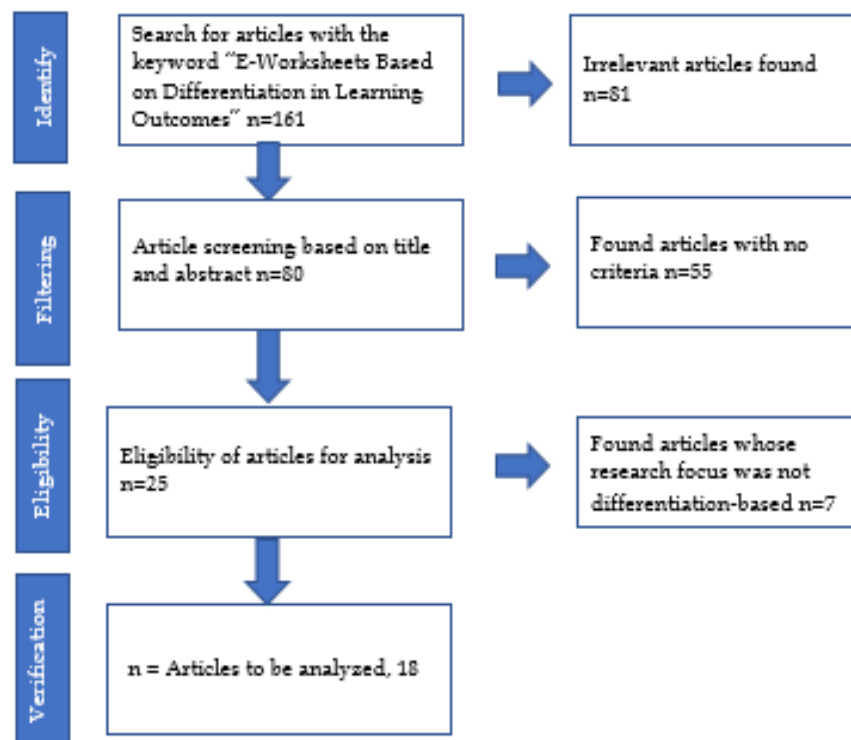 Identify
Search for articles with the
keyword “E-Worksheets Based
on Differentiation in Learning
Outcomes” n=161
Irrelevant articles found
n=81
Filtering
Article screening based on title
and abstract n=80
Found articles with no
criteria n=55
Eligibility
Eligibility of articles for analysis
n=25
Found articles whose
research focus was not
differentiation-based n=7
Verification
n = Articles to be analyzed, 18